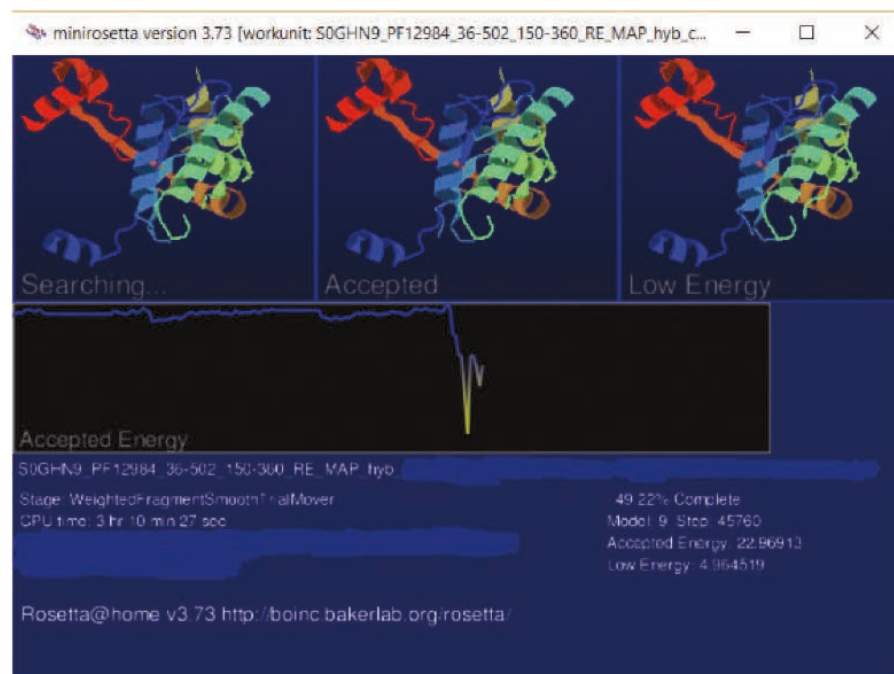 minirosetta version 3.73 [workunit: S0GHN9_PF12984_36-502_150-360_RE_MAP_hyb_c...
Searching... Accepted Low Energy
Accepted Energy
S0GHN9_PF12984_36-502_150-360_RE_MAP_hyb
Stage: WeightedFragmentSmoothTrialMover 49.22% Complete
CPU time: 3 hr 10 min 27 sec Model: 9 Step: 45760
Accepted Energy: 22.96913
Low Energy: 4.964519
Rosetta@home v3.73 http://boinc.bakerlab.org/rosetta/